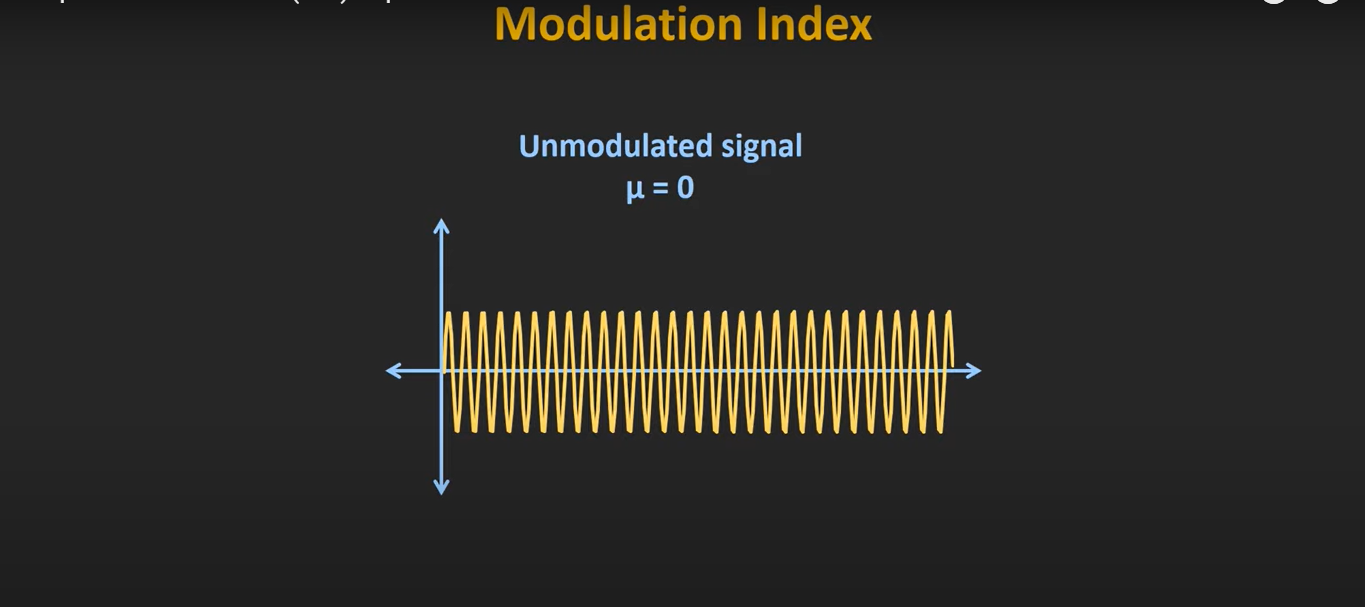 Modulation Index
Unmodulated signal
μ = 0